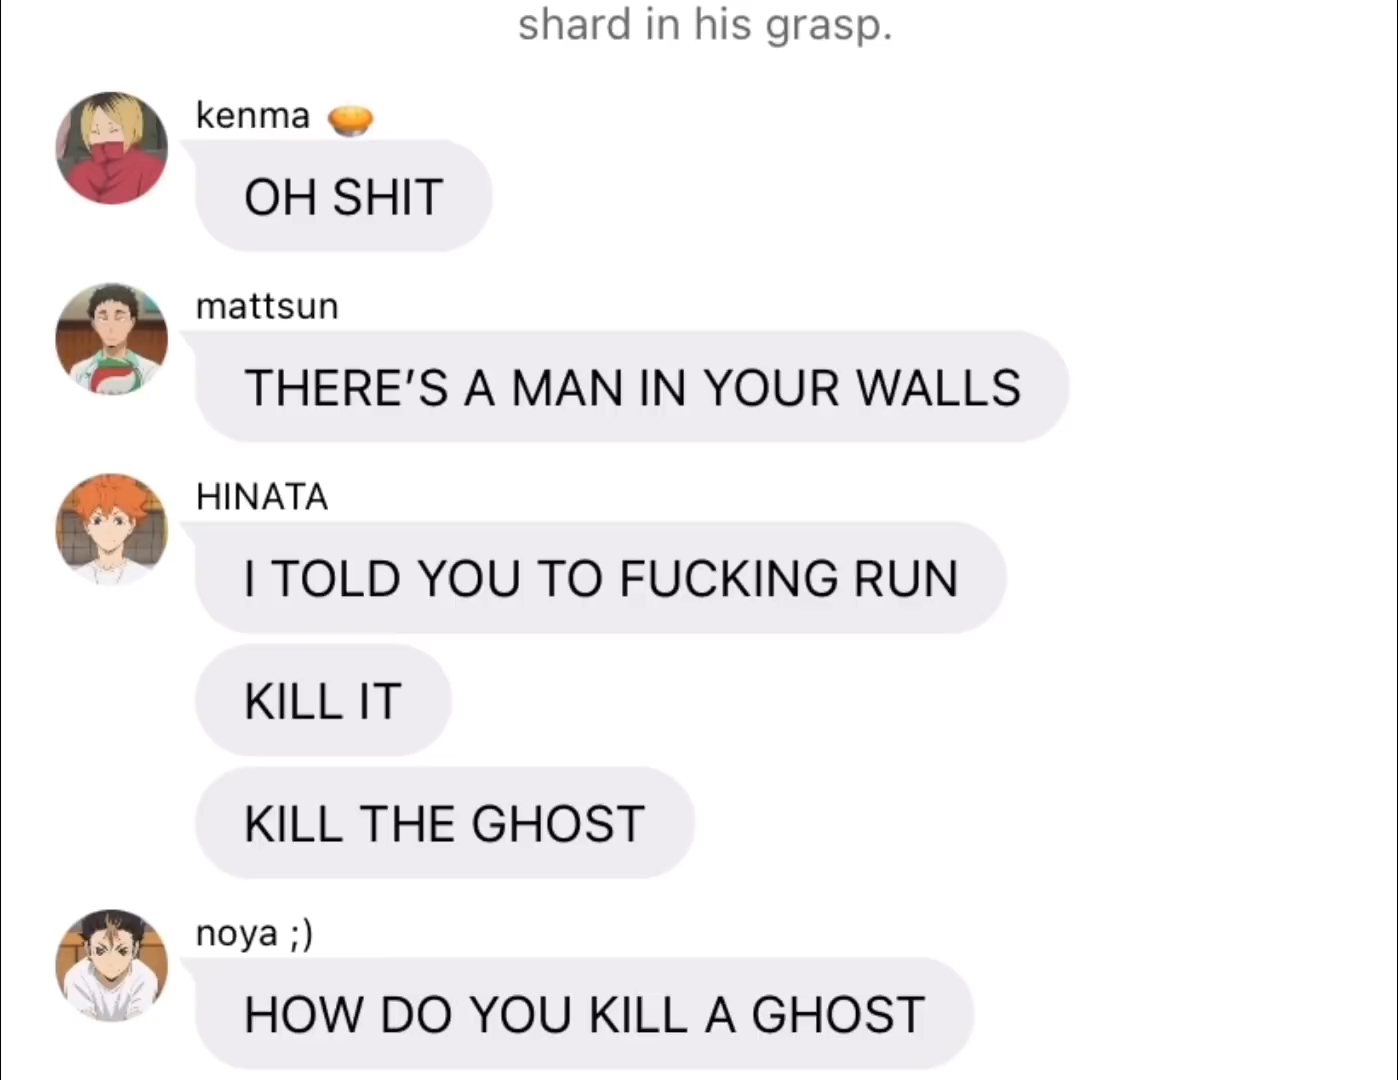 shard in his grasp.
kenma 🥧
OH SHIT
mattsun
THERE’S A MAN IN YOUR WALLS
HINATA
I TOLD YOU TO FUCKING RUN
KILL IT
KILL THE GHOST
noya ;)
HOW DO YOU KILL A GHOST